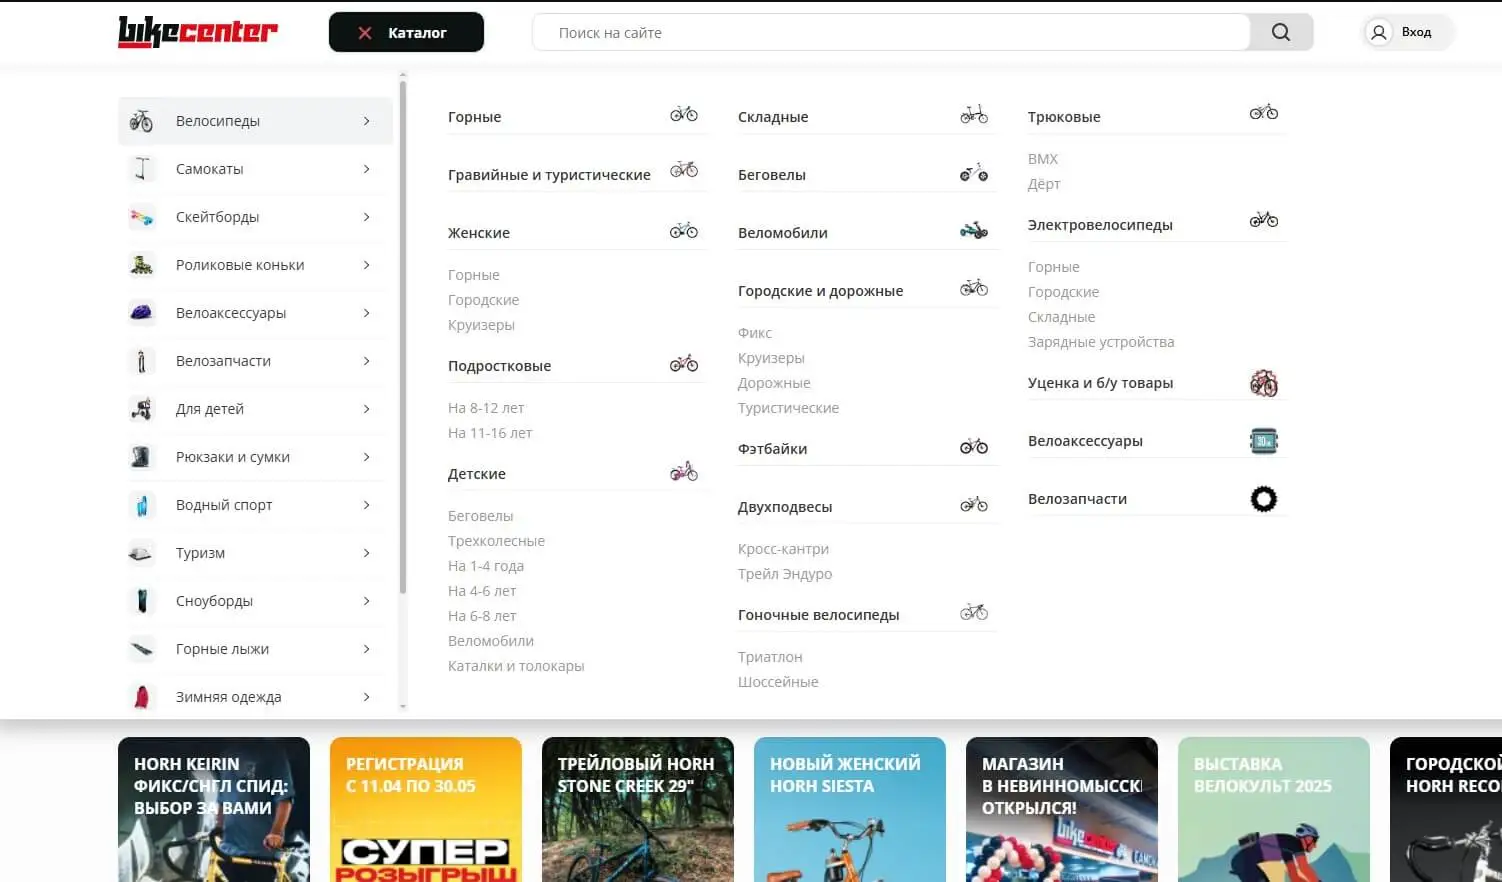 bikecenter
Каталог
Поиск на сайте
Вход
Велосипеды
Самокаты
Скейтборды
Роликовые коньки
Велоаксессуары
Велозапчасти
Для детей
Рюкзаки и сумки
Водный спорт
Туризм
Сноуборды
Горные лыжи
Зимняя одежда
Горные
Гравийные и туристические
Женские
Горные
Городские
Круизеры
Подростковые
На 8-12 лет
На 11-16 лет
Детские
Беговелы
Трехколесные
На 1-4 года
На 4-6 лет
На 6-8 лет
Веломобили
Каталки и толокары
Складные
Беговелы
Веломобили
Городские и дорожные
Фикс
Круизеры
Дорожные
Туристические
Фэтбайки
Двухподвесы
Кросс-кантри
Трейл Эндуро
Гоночные велосипеды
Триатлон
Шоссейные
Трюковые
BMX
Дёрт
Электровелосипеды
Горные
Городские
Складные
Зарядные устройства
Уценка и б/у товары
Велоаксессуары
Велозапчасти
HORH KEIRIN
ФИКС/СНГЛ СПИД:
ВЫБОР ЗА ВАМИ
РЕГИСТРАЦИЯ
С 11.04 ПО 30.05
СУПЕР
РОЗЫГРЫШ
ТРЕЙЛОВЫЙ HORH
STONE CREEK 29"
НОВЫЙ ЖЕНСКИЙ
HORH SIESTA
МАГАЗИН
В НЕВИННОМЫССК
ОТКРЫЛСЯ!
bikecenter
ВЫСТАВКА
ВЕЛОКУЛЬТ 2025
ГОРОДСКОЙ
HORH RECO